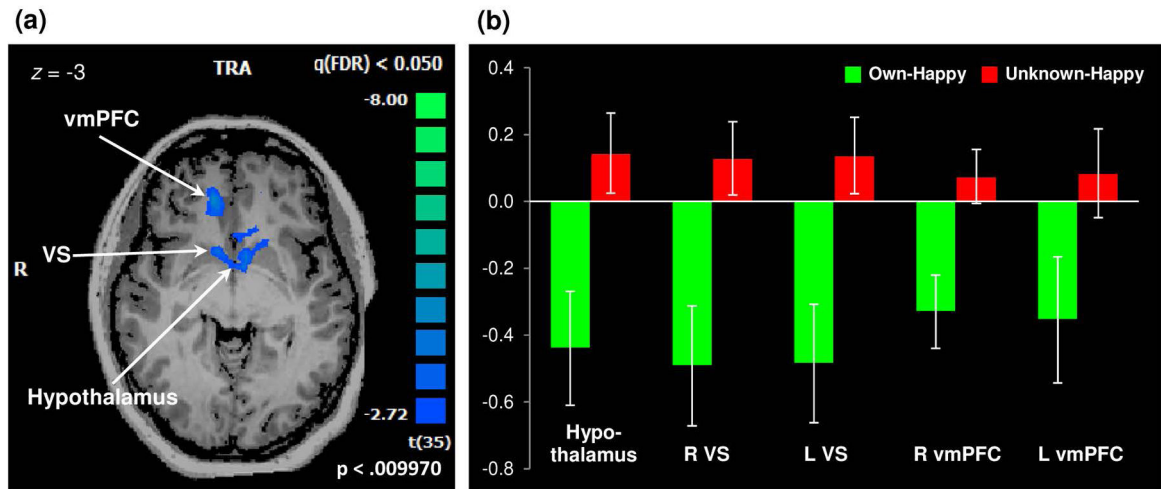 (a)
z = -3
TRA
q(FDR) < 0.050
-8.00
vmPFC
VS
R
Hypothalamus
-2.72
t(35)
p < .009970
(b)
Own-Happy
Unknown-Happy
0.4
0.2
0.0
-0.2
-0.4
-0.6
-0.8
Hypo-
thalamus
R VS
L VS
R vmPFC
L vmPFC